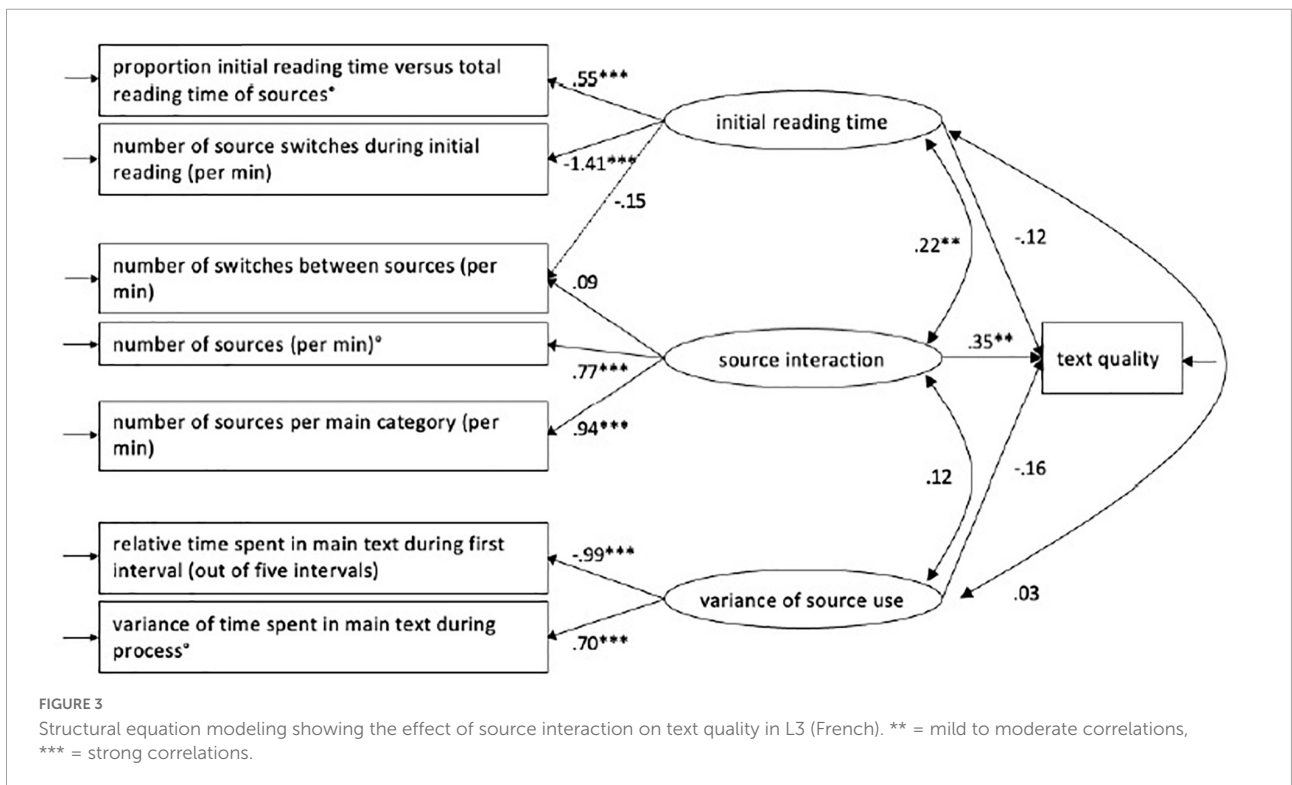 proportion initial reading time versus total
reading time of sources°
.55***
initial reading time
number of source switches during initial
reading (per min)
-1.41***
-.15
-.12
.22**
number of switches between sources (per
min)
.09
number of sources (per min)°
.35**
source interaction
text quality
.77***
number of sources per main category (per
min)
.94***
.12
-.16
relative time spent in main text during first
interval (out of five intervals)
-.99***
variance of source use
.03
variance of time spent in main text during
process°
.70***
FIGURE 3
Structural equation modeling showing the effect of source interaction on text quality in L3 (French). ** = mild to moderate correlations,
*** = strong correlations.